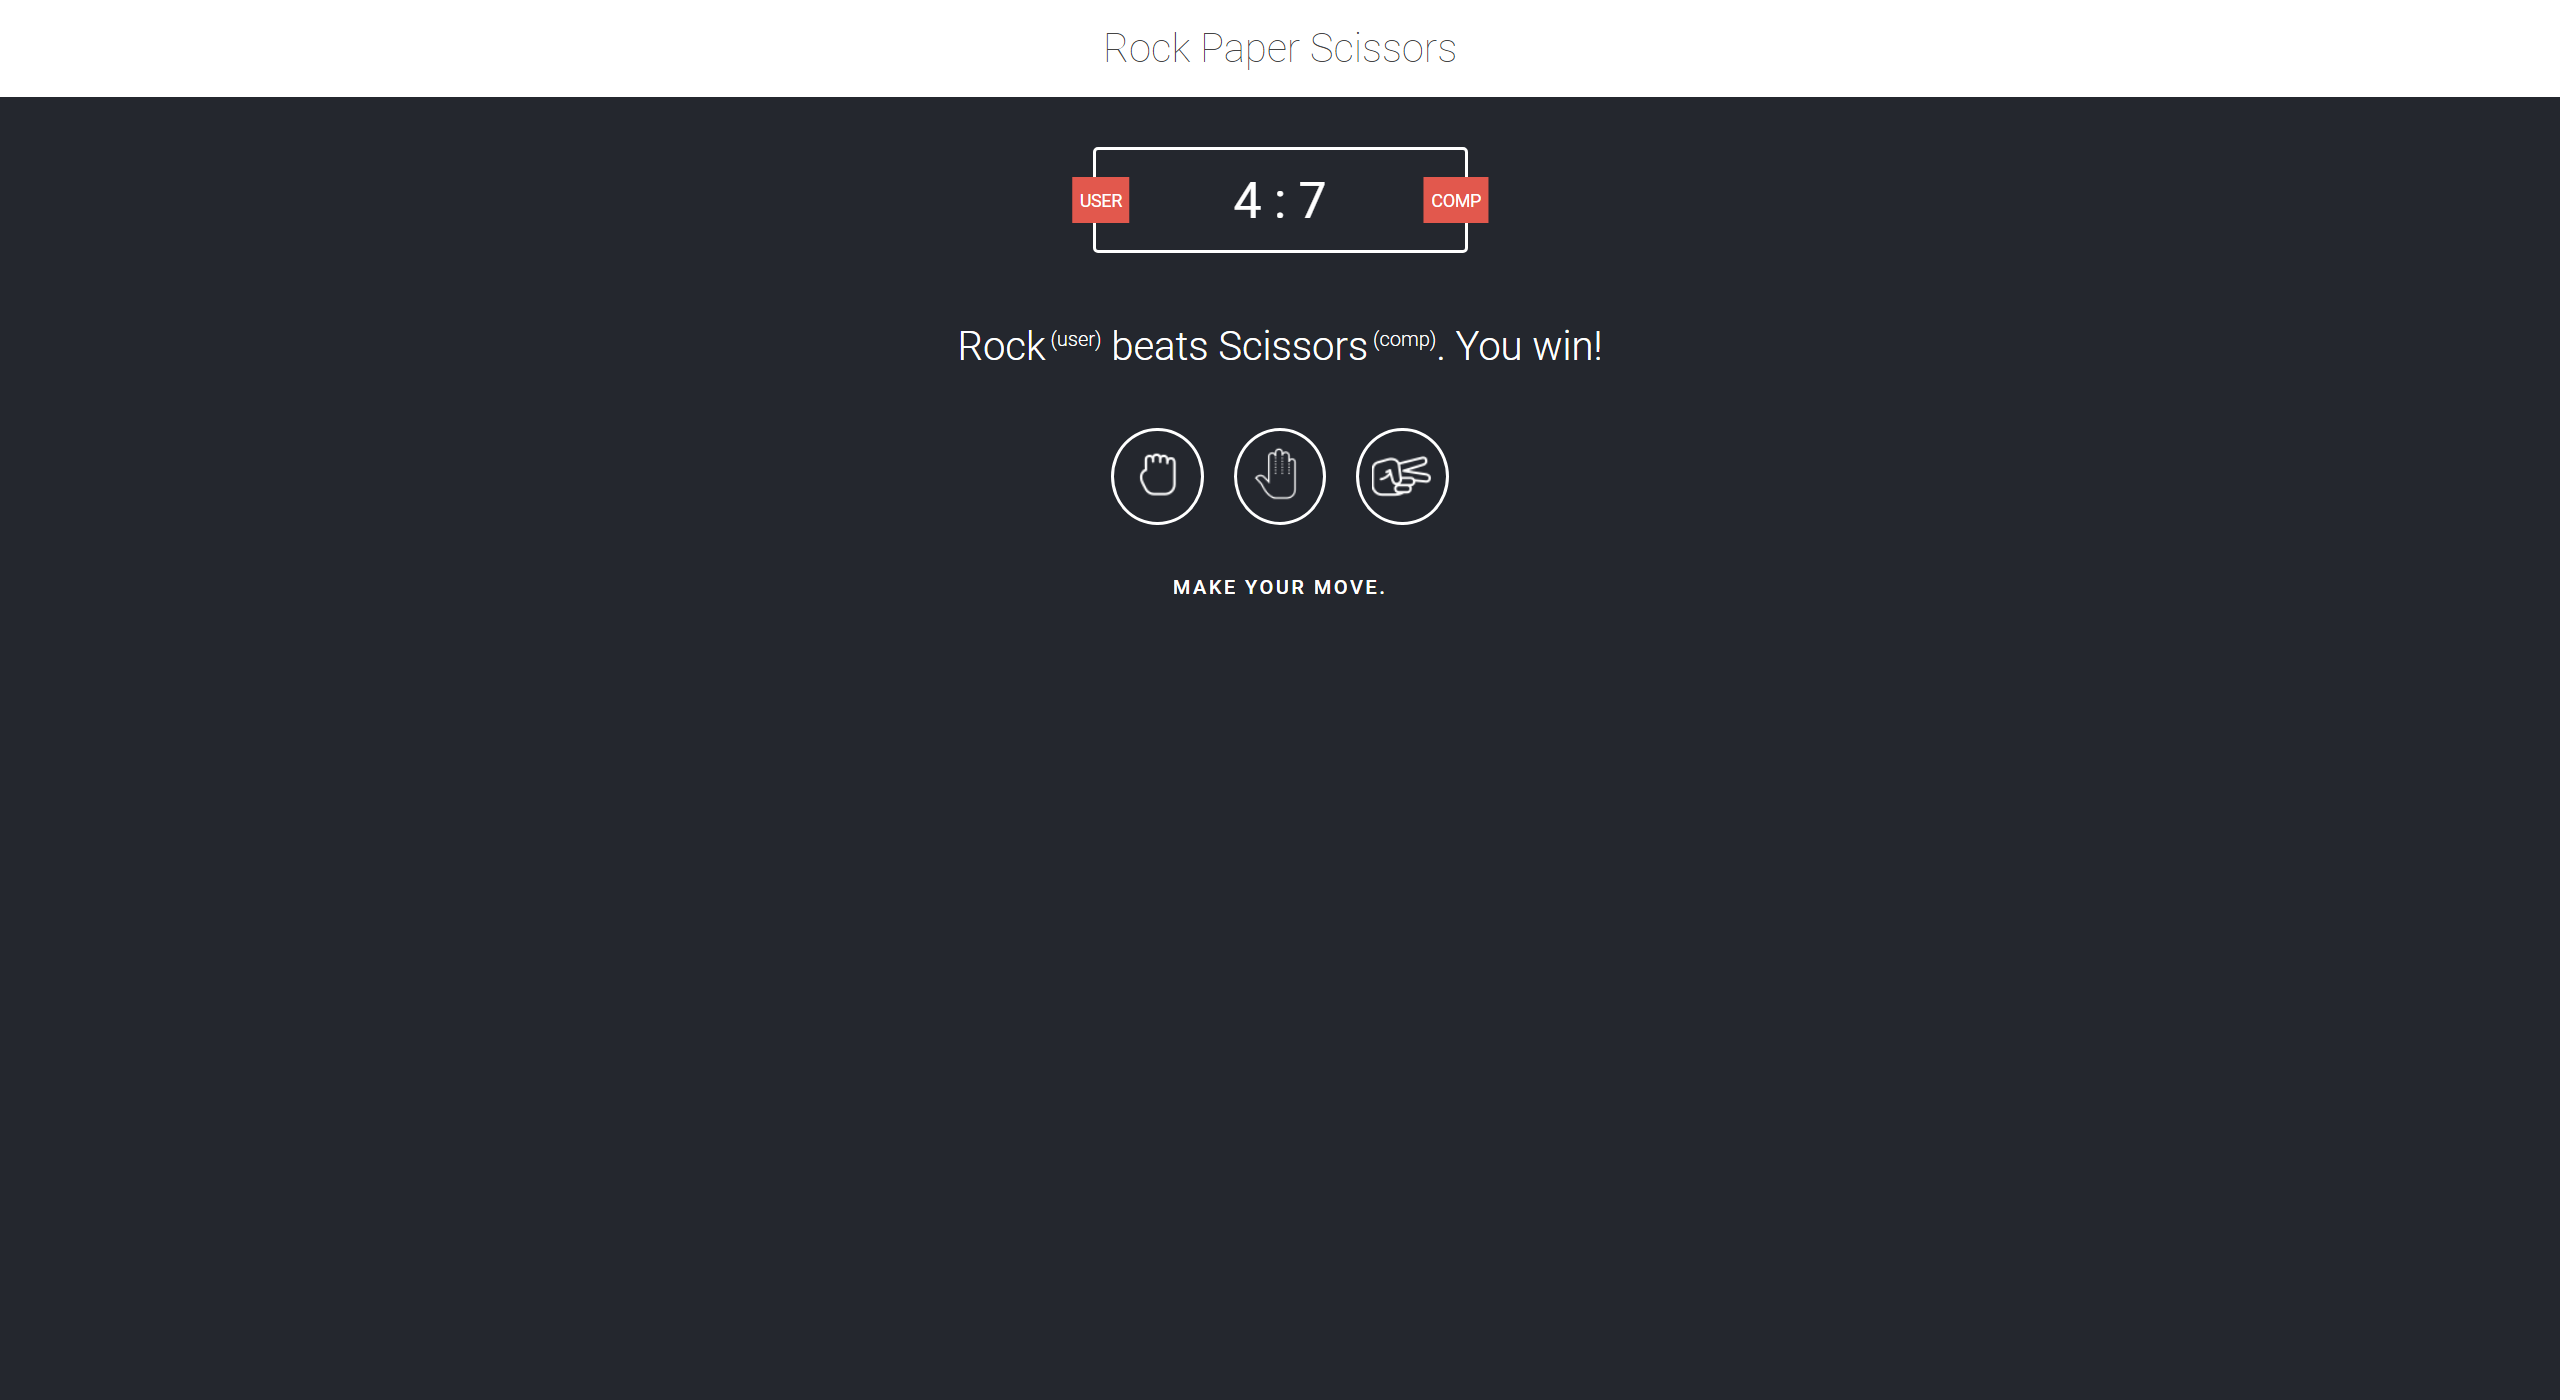 Rock Paper Scissors
USER 4 : 7 COMP
Rock (user) beats Scissors (comp). You win!
MAKE YOUR MOVE.